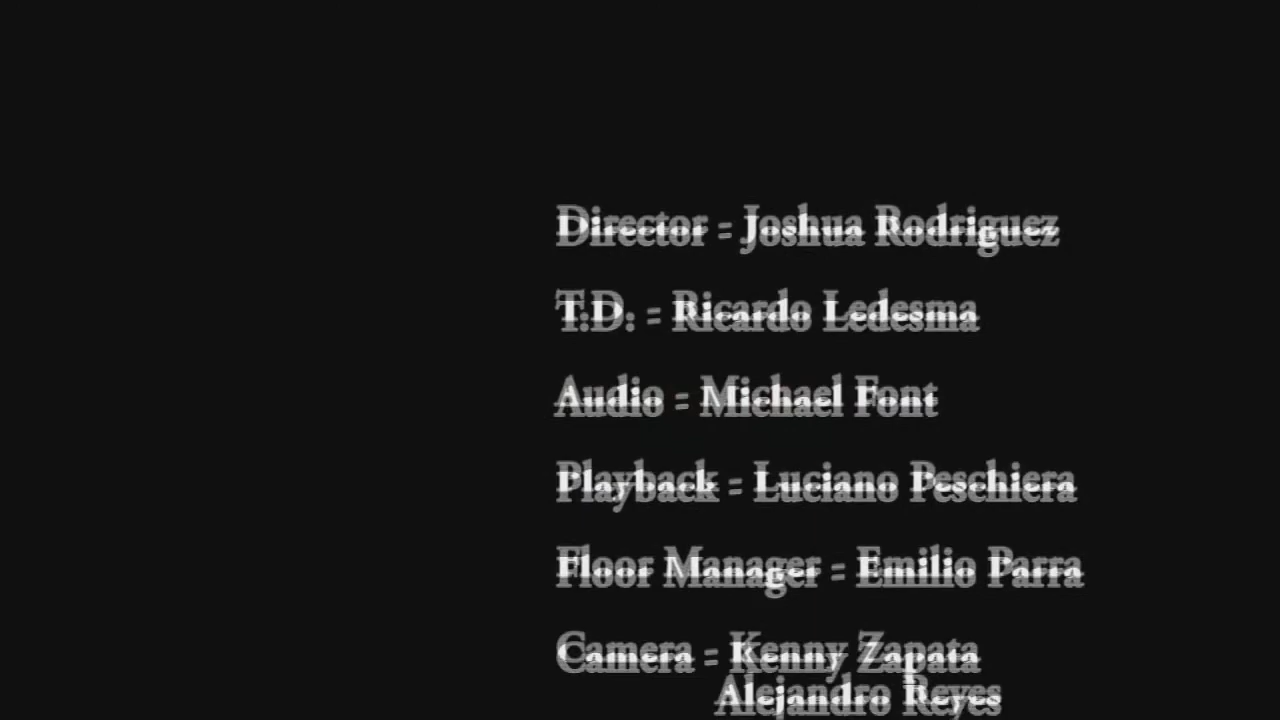 Director - Joshua Rodriguez
T.D. - Ricardo Ledesma
Audio - Michael Font
Playback - Luciano Peschiera
Floor Manager - Emilio Parra
Camera - Kenny Zapata
Alejandro Reyes